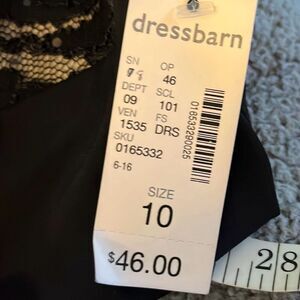 dressbarn
SN OP
46
DEPT SCL
09 101
VEN FS
1535 DRS
SKU
0165332
6-16
016533290025
SIZE
10
$46.00
28